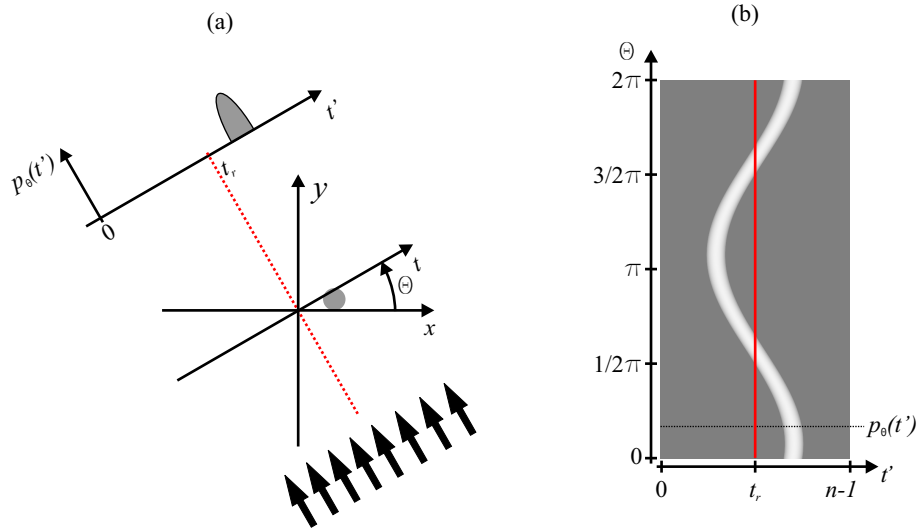 (a)
t'
p_θ(t')
t_r
0
y
t
Θ
x
(b)
Θ
2π
3/2π
π
1/2π
p_θ(t')
0
0
t_r
n-1
t'